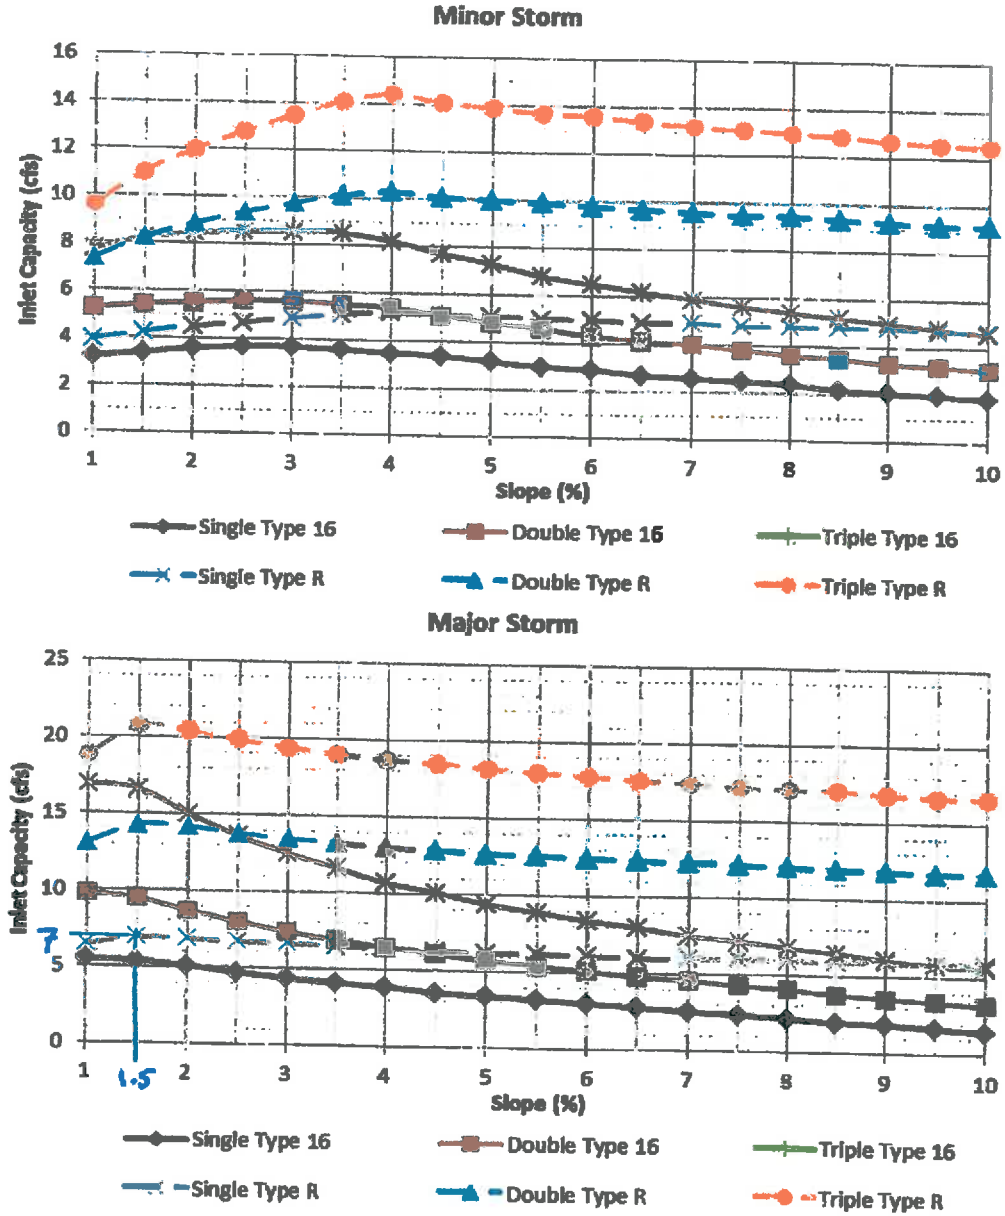 Minor Storm
16
14
12
10
8
6
4
2
0
Inlet Capacity (cfs)
1 2 3 4 5 6 7 8 9 10
Slope (%)
Single Type 16 Double Type 16 Triple Type 16
Single Type R Double Type R Triple Type R
Major Storm
25
20
15
10
7
5
0
Inlet Capacity (cfs)
1 2 3 4 5 6 7 8 9 10
1.5
Slope (%)
Single Type 16 Double Type 16 Triple Type 16
Single Type R Double Type R Triple Type R